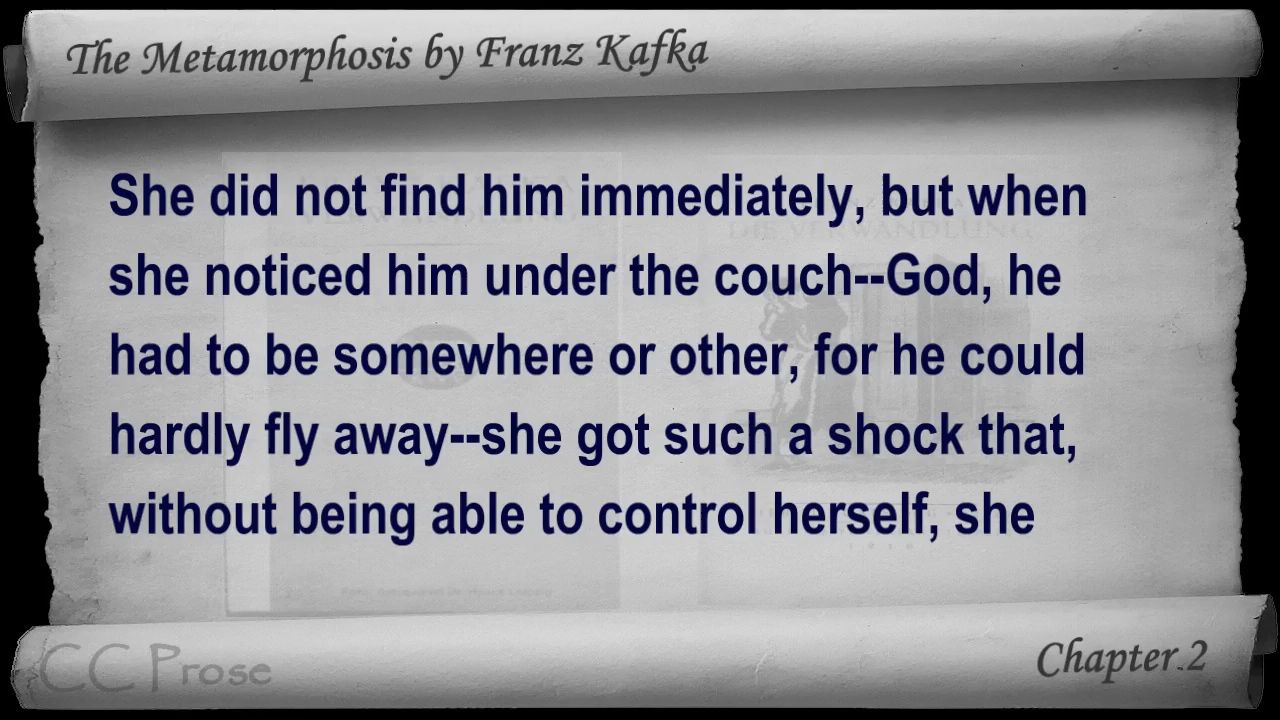 The Metamorphosis by Franz Kafka
She did not find him immediately, but when
she noticed him under the couch--God, he
had to be somewhere or other, for he could
hardly fly away--she got such a shock that,
without being able to control herself, she
DIE VERWANDLUNG
CC Prose
Chapter 2